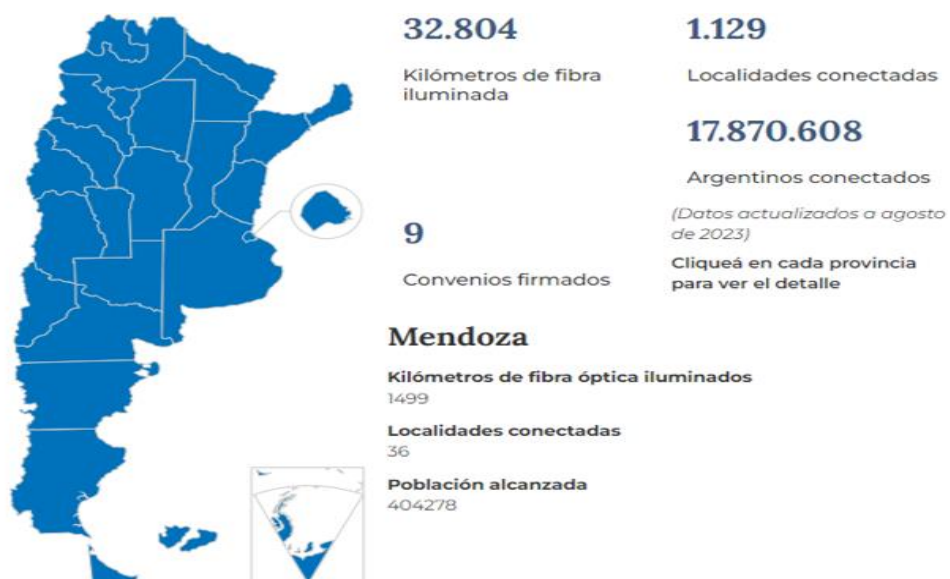 32.804
Kilómetros de fibra
iluminada
1.129
Localidades conectadas
17.870.608
Argentinos conectados
(Datos actualizados a agosto
de 2023)
9
Convenios firmados
Cliqueá en cada provincia
para ver el detalle
Mendoza
Kilómetros de fibra óptica iluminados
1499
Localidades conectadas
36
Población alcanzada
404278